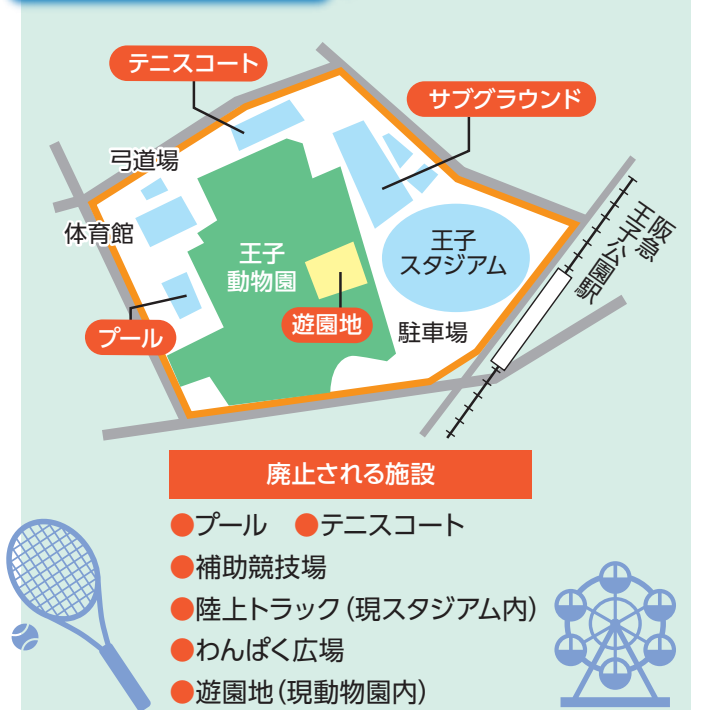 テニスコート
サブグラウンド
弓道場
体育館
王子
動物園
王子
スタジアム
阪急
王子公園駅
遊園地
駐車場
プール
廃止される施設
●プール ●テニスコート
●補助競技場
●陸上トラック(現スタジアム内)
●わんぱく広場
●遊園地(現動物園内)